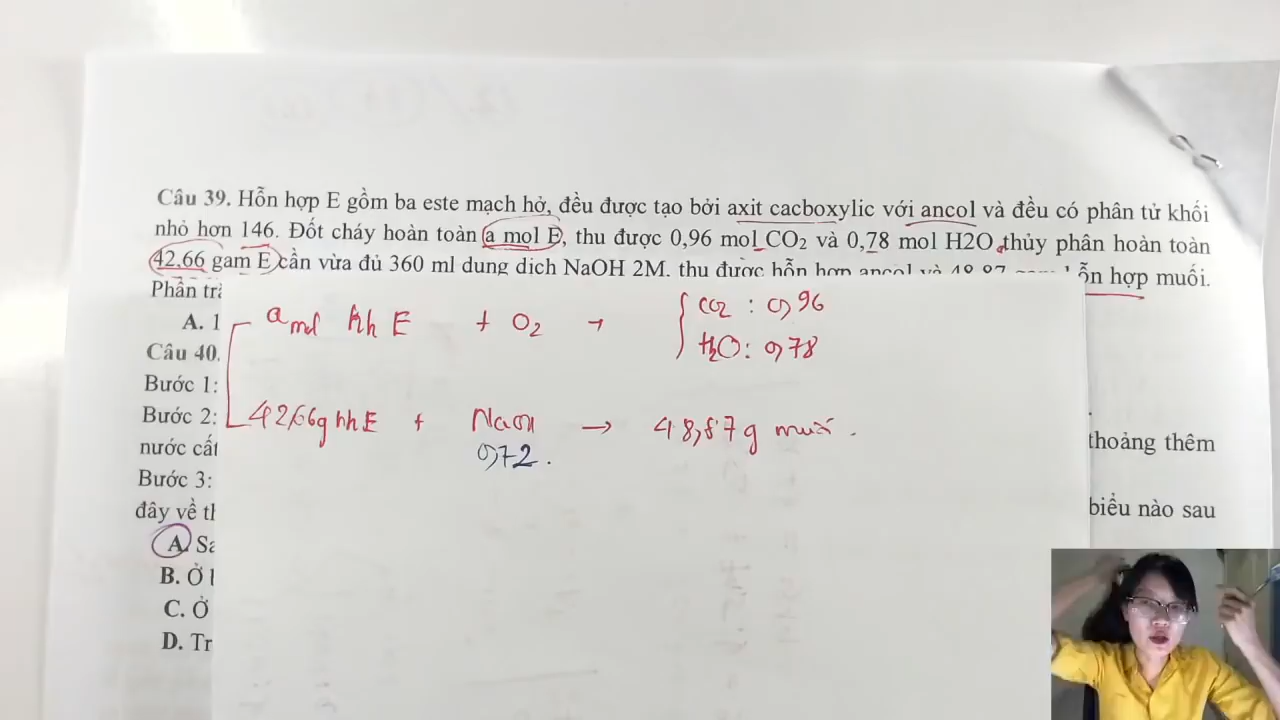 Câu 39. Hỗn hợp E gồm ba este mạch hở, đều được tạo bởi axit cacboxylic với ancol và đều có phân tử khối
nhỏ hơn 146. Đốt cháy hoàn toàn a mol E, thu được 0,96 mol CO2 và 0,78 mol H2O thủy phân hoàn toàn
42,66 gam E cần vừa đủ 360 ml dung dịch NaOH 2M, thu được hỗn hợp ancol và 48,87 gam hỗn hợp muối.
Phần
A. 1
a mol hh E + O2 → CO2 : 0,96
H2O : 0,78
Câu 40.
Bước 1:
Bước 2:
42,66g hh E + NaOH → 48,87g muối.
0,72.
nước cất
thoảng thêm
Bước 3:
đây về
biểu nào sau
A.
B. Ở
C. Ở
D. Tr